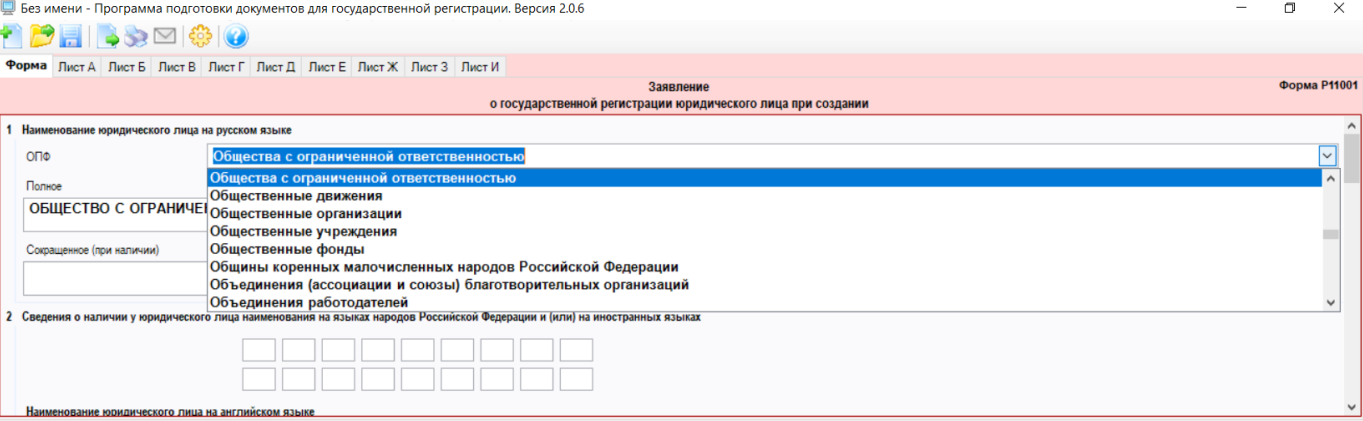 Без имени - Программа подготовки документов для государственной регистрации. Версия 2.0.6
Форма Лист А Лист Б Лист В Лист Г Лист Д Лист Е Лист Ж Лист З Лист И
Заявление
Форма Р11001
о государственной регистрации юридического лица при создании
1 Наименование юридического лица на русском языке
ОПФ
Общества с ограниченной ответственностью
Общества с ограниченной ответственностью
Полное
Общественные движения
ОБЩЕСТВО С ОГРАНИЧЕ
Общественные организации
Общественные учреждения
Сокращенное (при наличии)
Общественные фонды
Общины коренных малочисленных народов Российской Федерации
Объединения (ассоциации и союзы) благотворительных организаций
Объединения работодателей
2 Сведения о наличии у юридического лица наименования на языках народов Российской Федерации и (или) на иностранных языках
Наименование юридического лица на английском языке